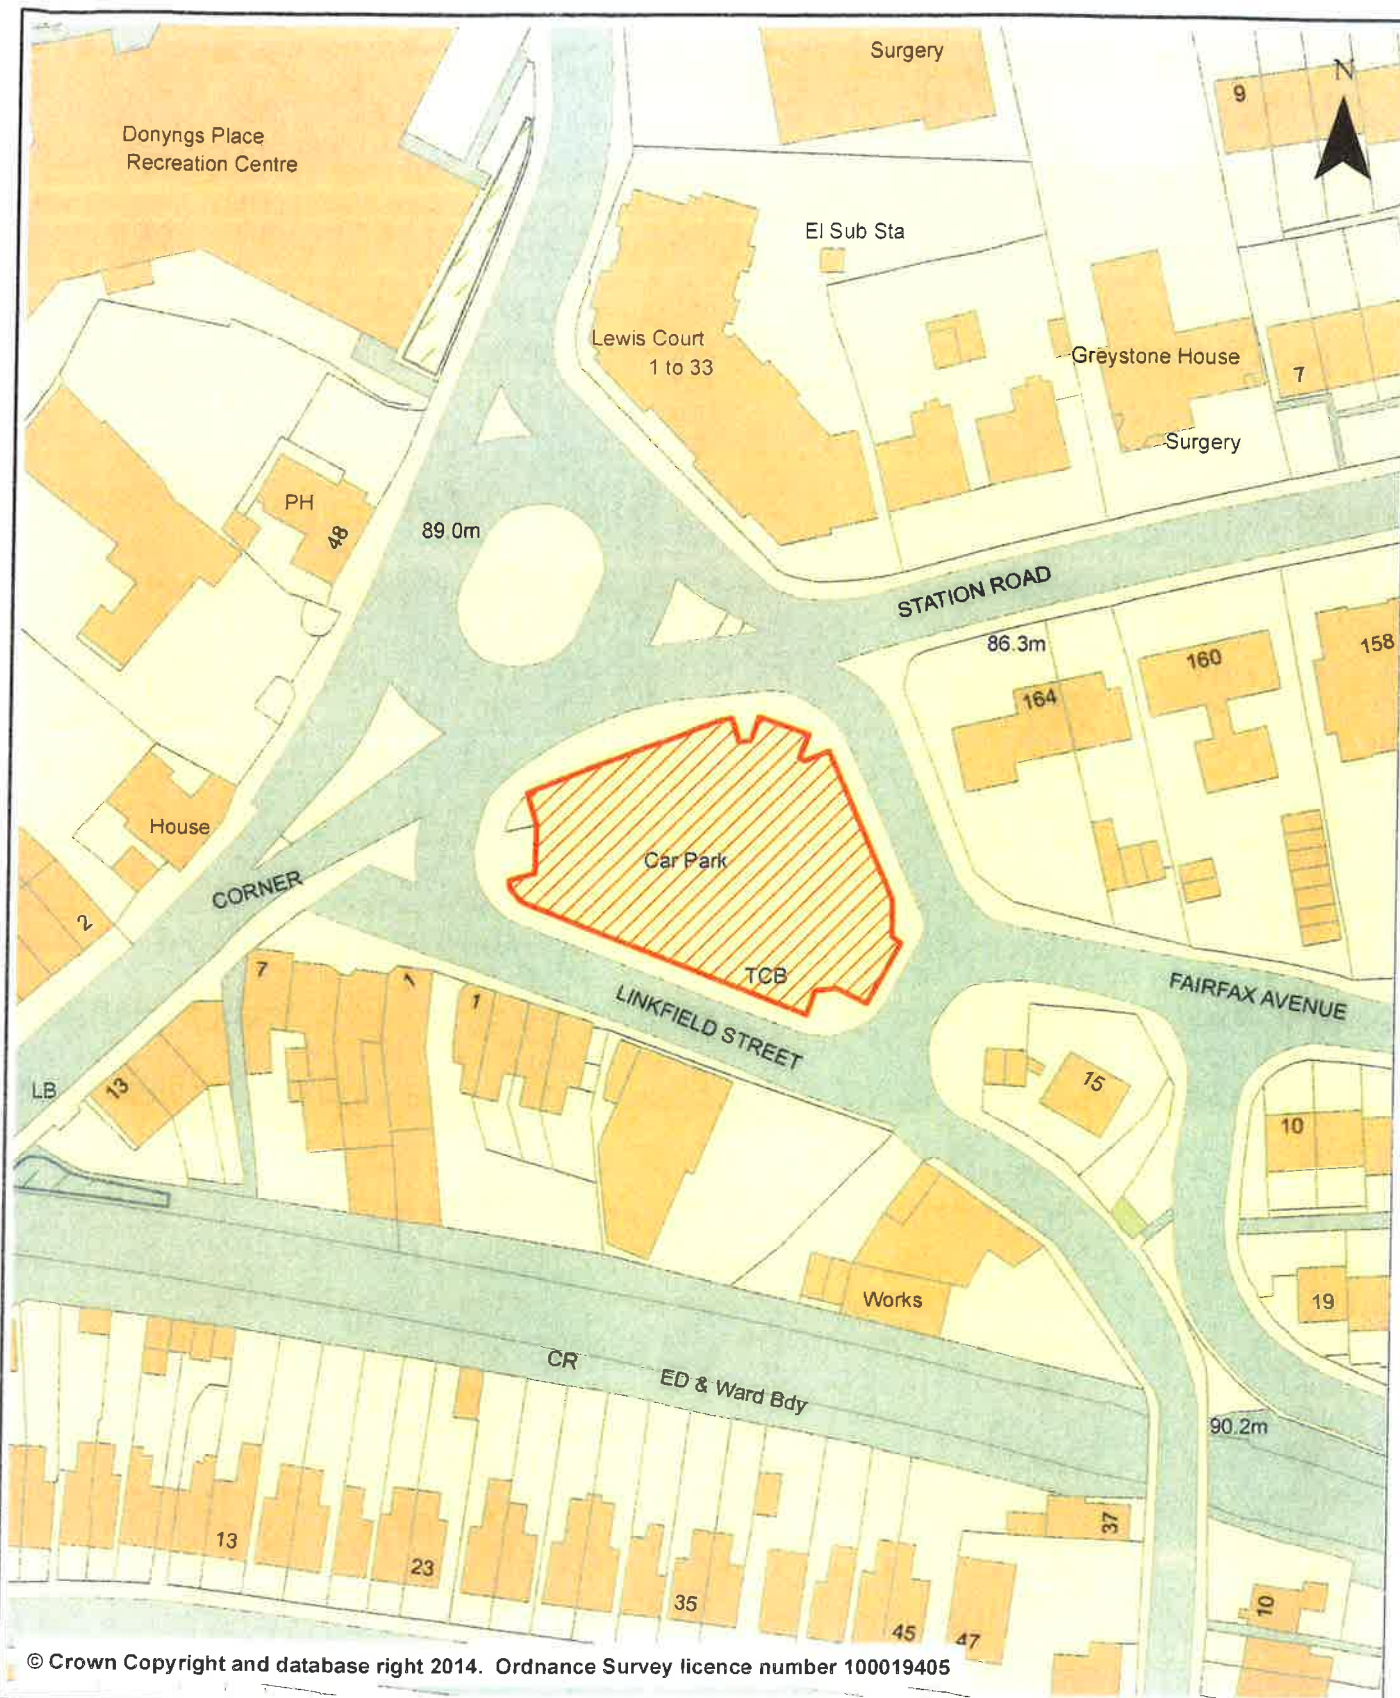 Surgery
N
9
Donyngs Place
Recreation Centre
El Sub Sta
Lewis Court
1 to 33
Greystone House
7
Surgery
PH
48
89.0m
STATION ROAD
86.3m
164
160
158
House
Car Park
CORNER
2
TCB
7
1
1
LINKFIELD STREET
FAIRFAX AVENUE
LB
13
15
10
Works
19
CR
ED & Ward Bdy
90.2m
13
23
35
45
47
37
10
© Crown Copyright and database right 2014. Ordnance Survey licence number 100019405